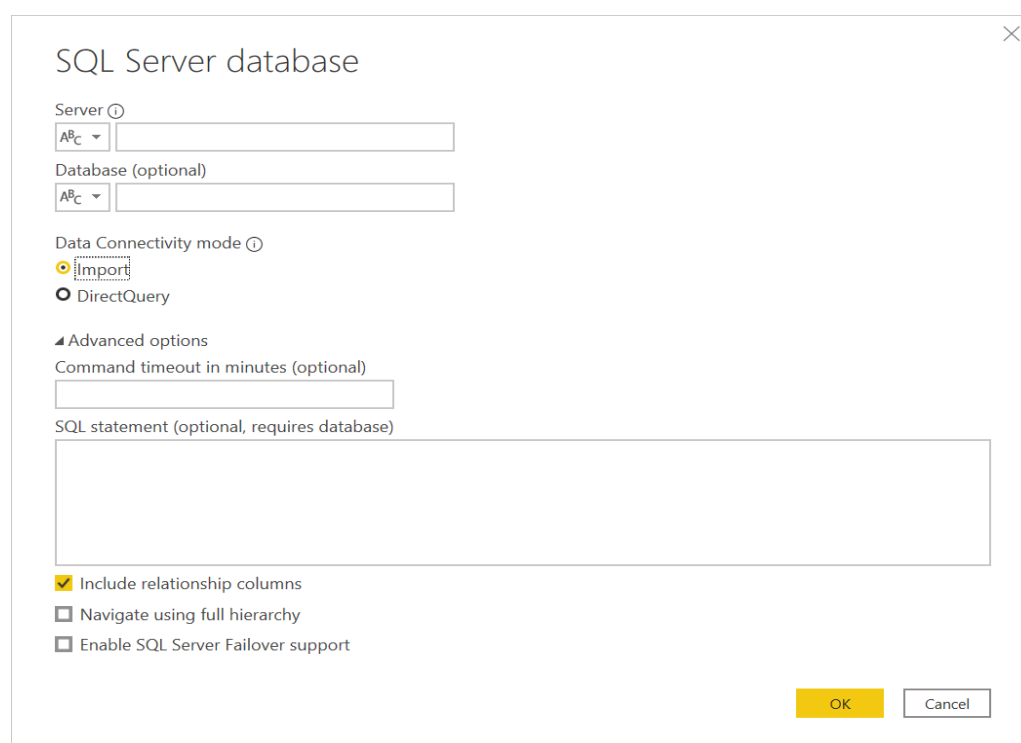 SQL Server database
Server
ABC
Database (optional)
ABC
Data Connectivity mode
Import
DirectQuery
Advanced options
Command timeout in minutes (optional)
SQL statement (optional, requires database)
Include relationship columns
Navigate using full hierarchy
Enable SQL Server Failover support
OK Cancel